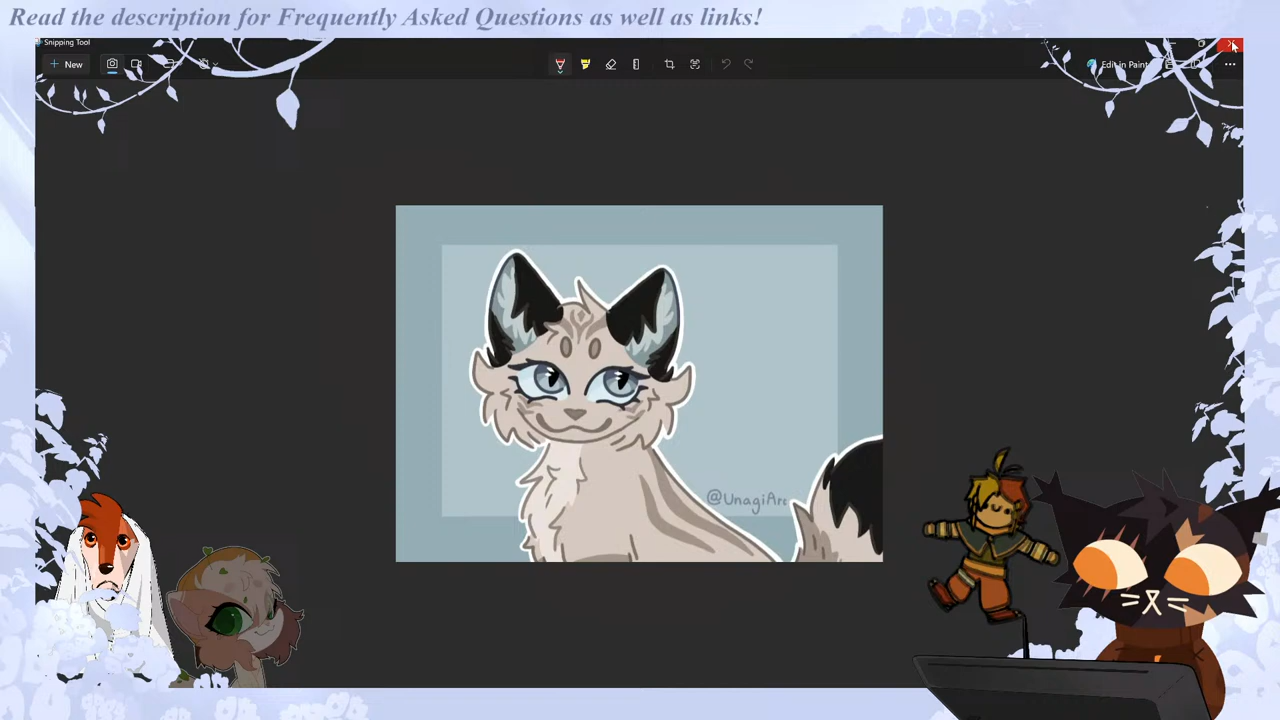 Read the description for Frequently Asked Questions as well as links!
Snipping Tool
New
Edit in Paint
@UnagiArt